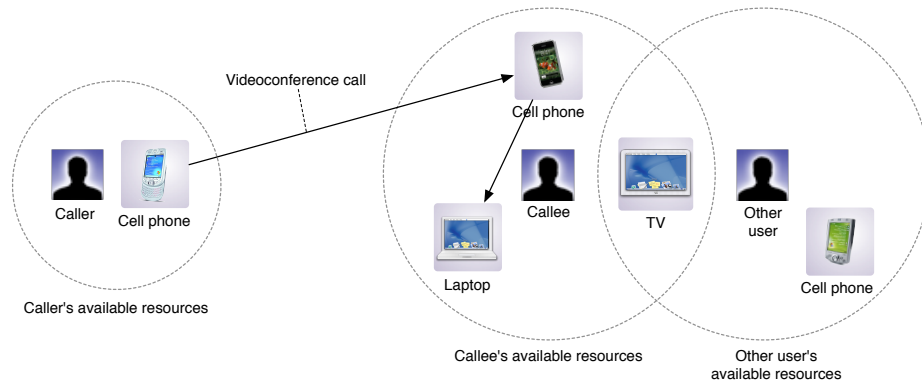 Videoconference call
Cell phone
Caller
Cell phone
Callee
TV
Other
user
Laptop
Cell phone
Caller's available resources
Callee's available resources
Other user's
available resources